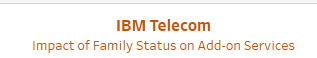 IBM Telecom
Impact of Family Status on Add-on Services